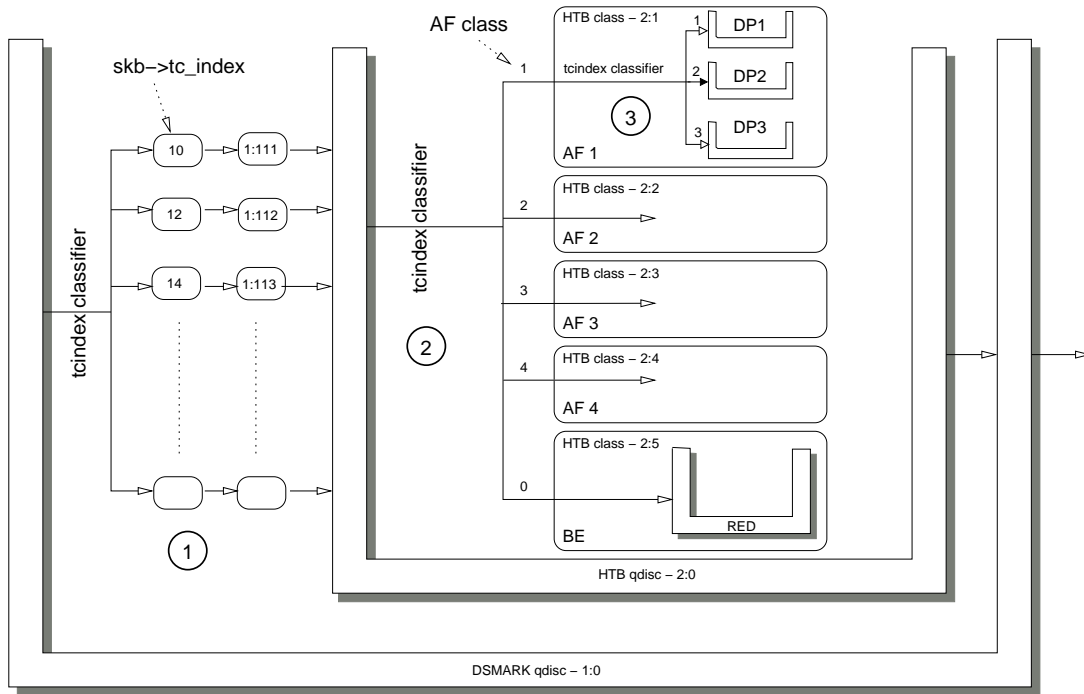 AF class
skb−>tc_index
tcindex classifier
10
1:111
12
1:112
14
1:113
1
tcindex classifier
2
1
HTB class − 2:1
tcindex classifier
3
1
DP1
2
DP2
3
DP3
AF 1
2
HTB class − 2:2
AF 2
3
HTB class − 2:3
AF 3
4
HTB class − 2:4
AF 4
0
HTB class − 2:5
RED
BE
HTB qdisc − 2:0
DSMARK qdisc − 1:0